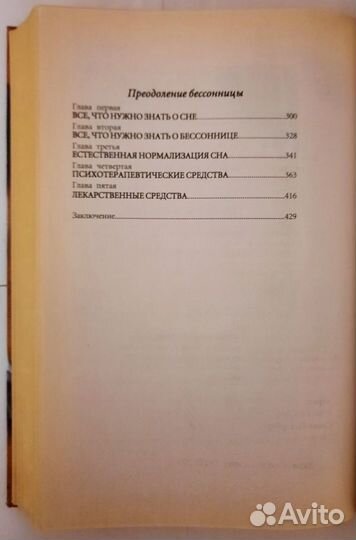 Преодоление бессонницы
Глава первая
ВСЕ, ЧТО НУЖНО ЗНАТЬ О СНЕ 300
Глава вторая
ВСЕ, ЧТО НУЖНО ЗНАТЬ О БЕССОННИЦЕ 328
Глава третья
ЕСТЕСТВЕННАЯ НОРМАЛИЗАЦИЯ СНА 341
Глава четвертая
ПСИХОТЕРАПЕВТИЧЕСКИЕ СРЕДСТВА 363
Глава пятая
ЛЕКАРСТВЕННЫЕ СРЕДСТВА 416
Заключение 429
Avito